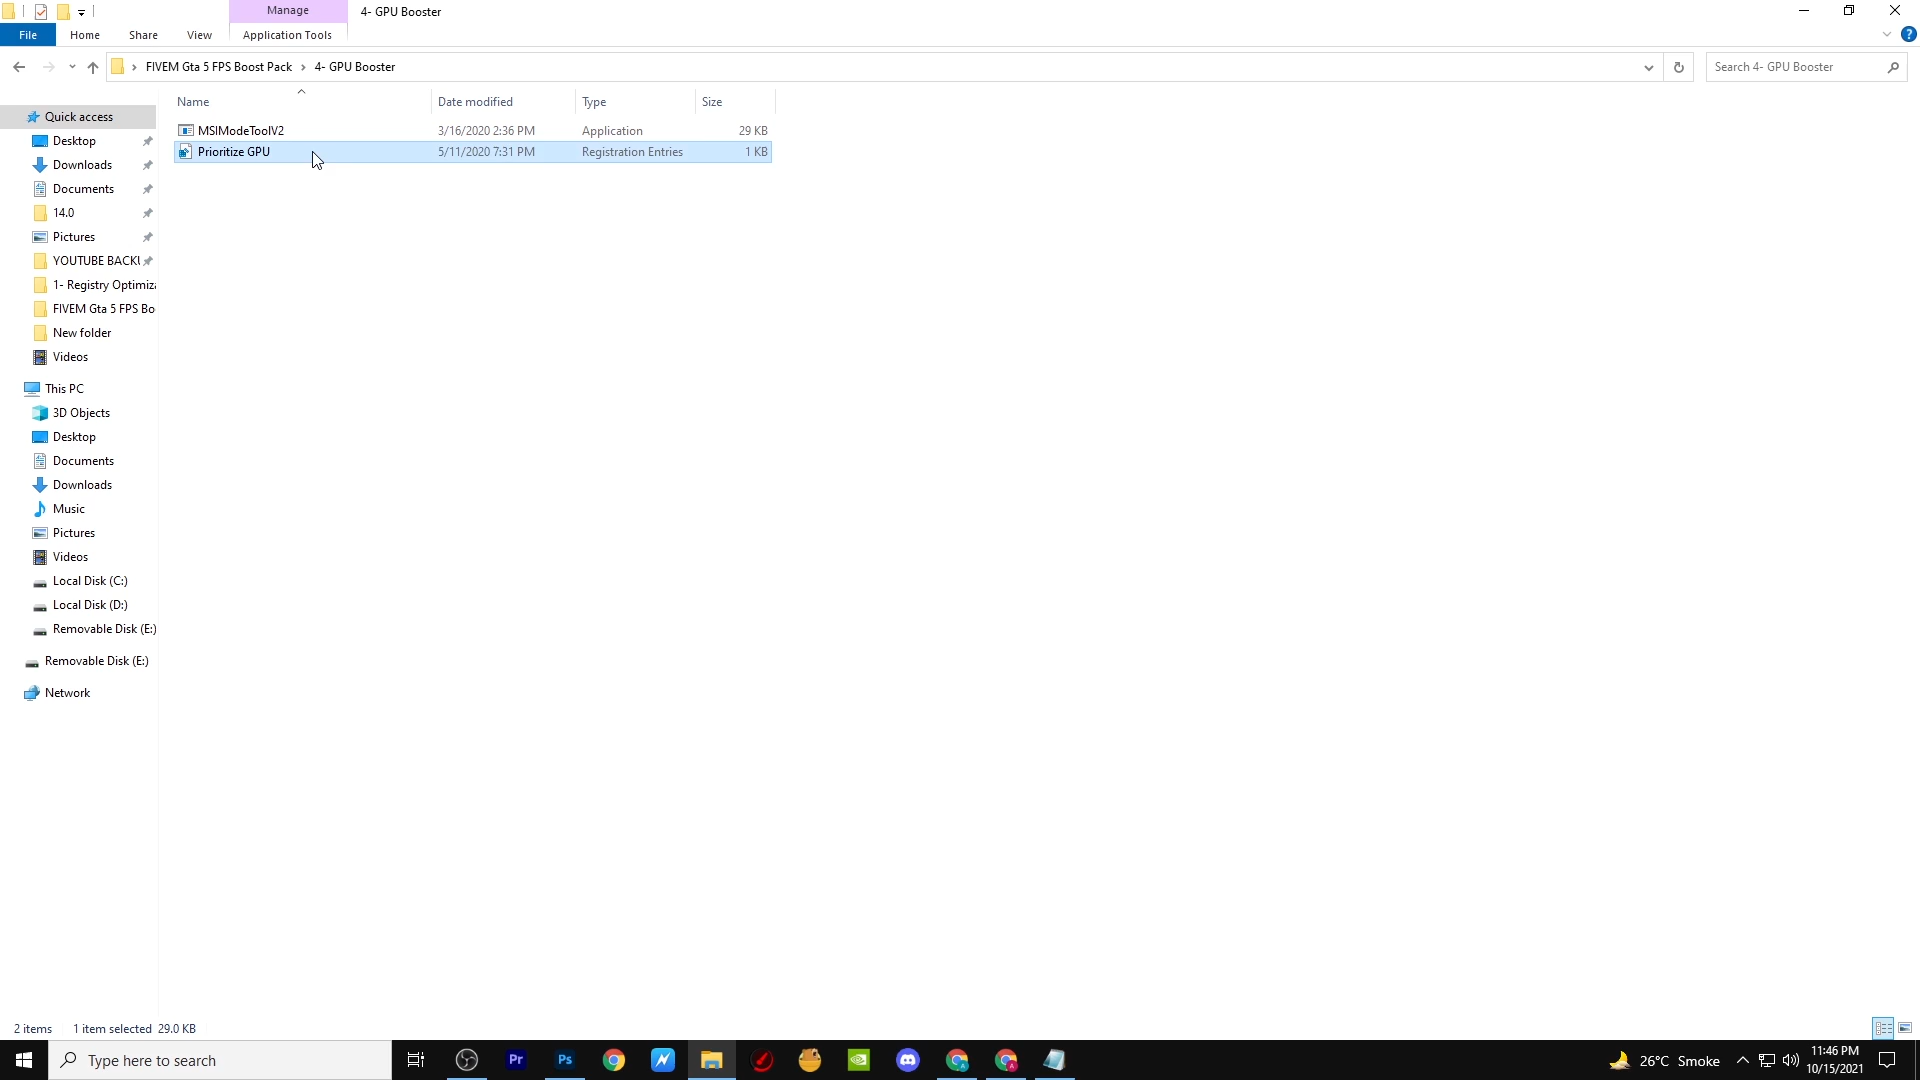 Manage
4- GPU Booster
File
Home
Share
View
Application Tools
FIVEM Gta 5 FPS Boost Pack
4- GPU Booster
Search 4- GPU Booster
Name
Date modified
Type
Size
MSIModeToolV2
3/16/2020 2:36 PM
Application
29 KB
Prioritize GPU
5/11/2020 7:31 PM
Registration Entries
1 KB
Quick access
Desktop
Downloads
Documents
14.0
Pictures
YOUTUBE BACKU
1- Registry Optimiza
FIVEM Gta 5 FPS Bo
New folder
Videos
This PC
3D Objects
Desktop
Documents
Downloads
Music
Pictures
Videos
Local Disk (C:)
Local Disk (D:)
Removable Disk (E:)
Removable Disk (E:)
Network
2 items
1 item selected 29.0 KB
Type here to search
Pr
Ps
26°C Smoke
11:46 PM
10/15/2021